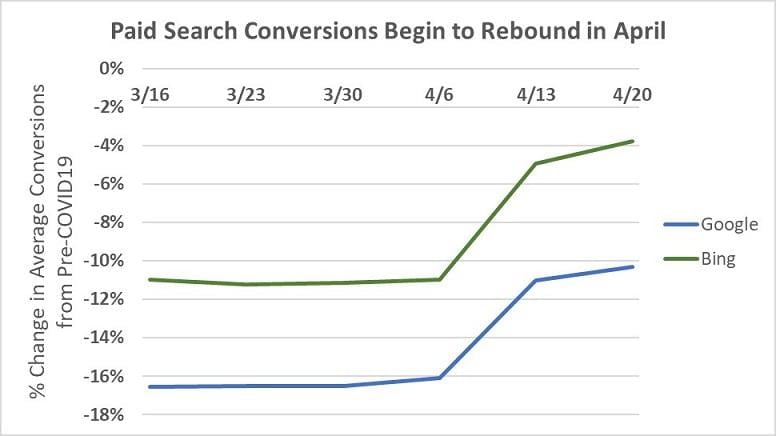 Paid Search Conversions Begin to Rebound in April
% Change in Average Conversions
from Pre-COVID19
0%
3/16 3/23 3/30 4/6 4/13 4/20
-2%
-4%
-6%
-8%
-10%
-12%
-14%
-16%
-18%
Google
Bing